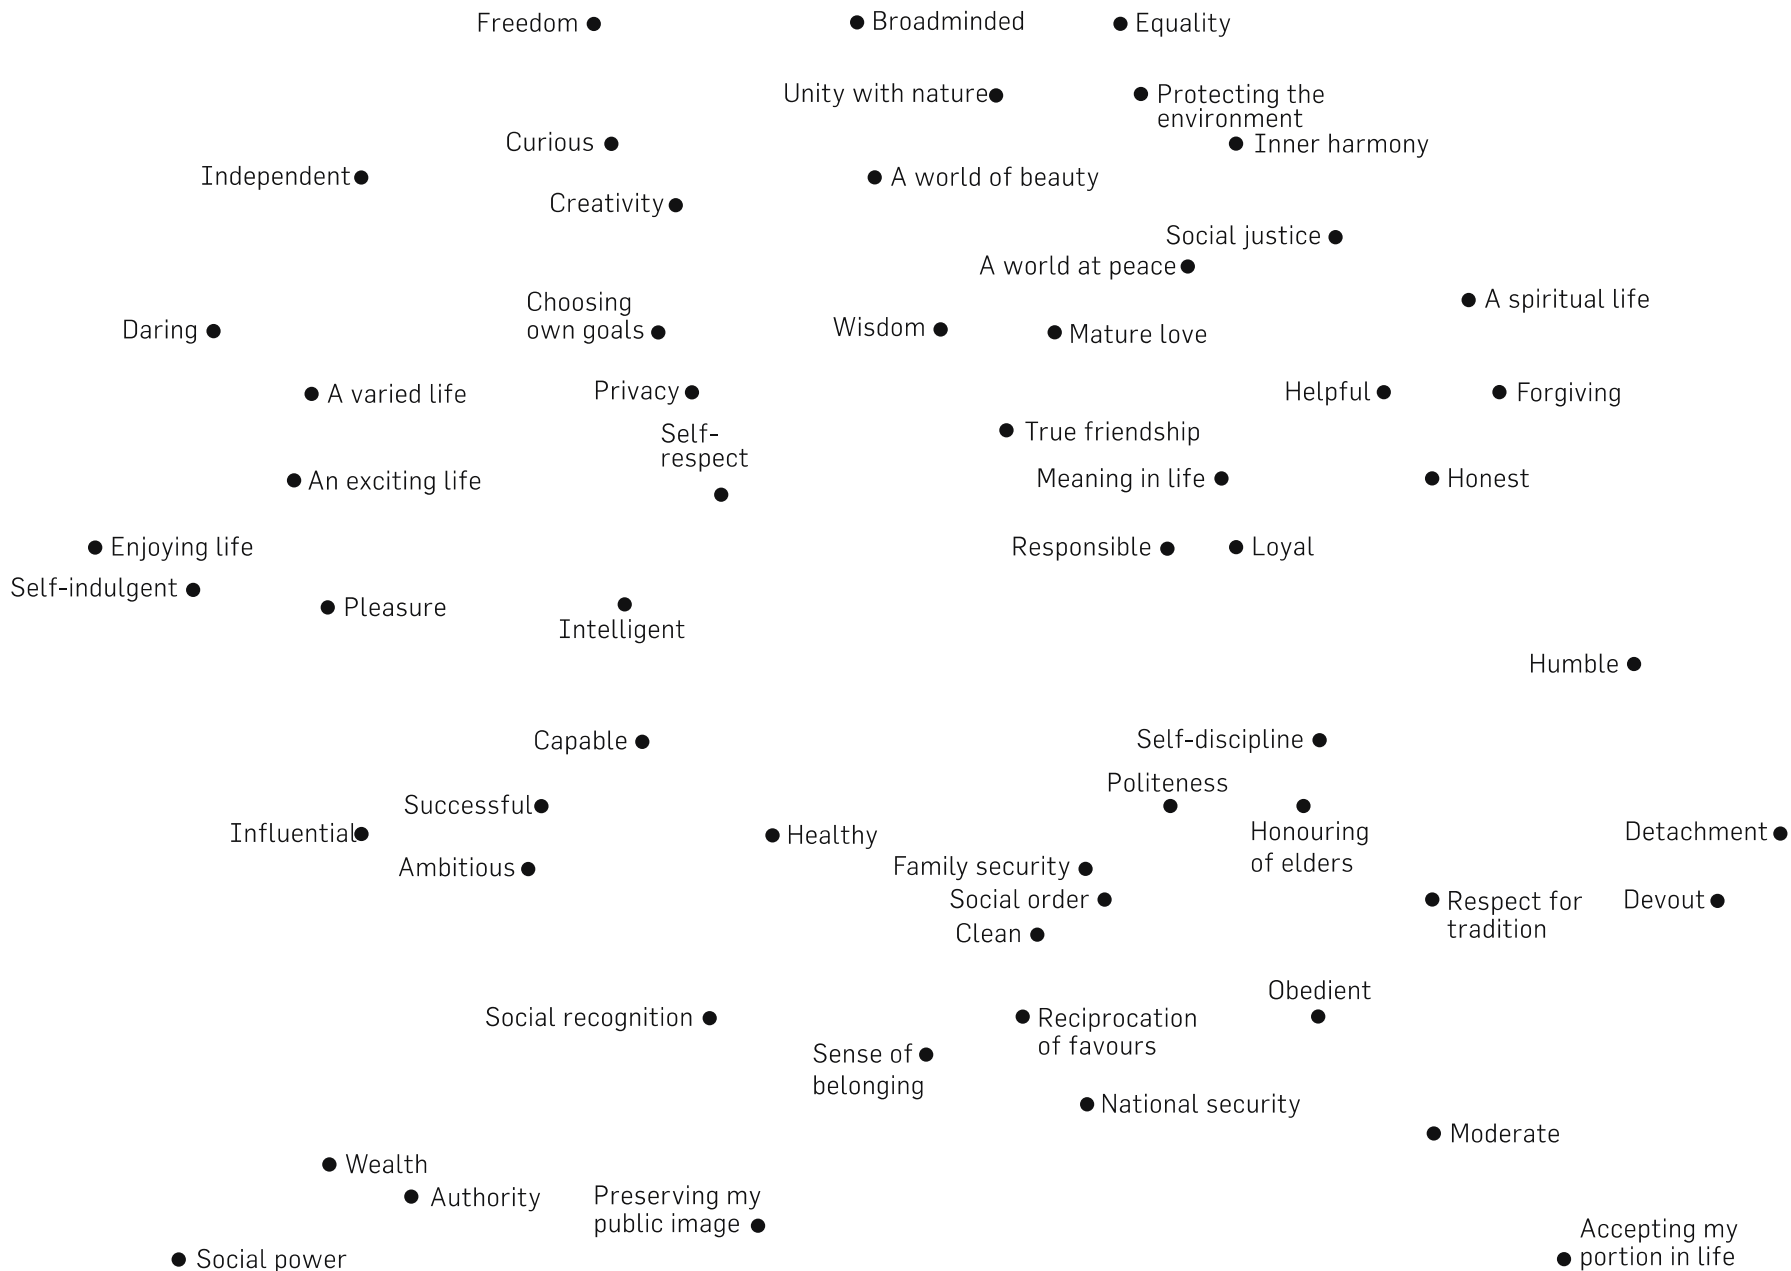 Freedom
Broadminded
Equality
Unity with nature
Protecting the
environment
Curious
Inner harmony
Independent
A world of beauty
Creativity
Social justice
A world at peace
A spiritual life
Choosing
own goals
Daring
Wisdom
Mature love
A varied life
Privacy
Helpful
Forgiving
Self-
respect
True friendship
An exciting life
Meaning in life
Honest
Enjoying life
Responsible
Loyal
Self-indulgent
Pleasure
Intelligent
Humble
Capable
Self-discipline
Politeness
Successful
Influential
Healthy
Honouring
of elders
Detachment
Ambitious
Family security
Social order
Respect for
tradition
Devout
Clean
Obedient
Social recognition
Reciprocation
of favours
Sense of
belonging
National security
Moderate
Wealth
Authority
Preserving my
public image
Social power
Accepting my
portion in life